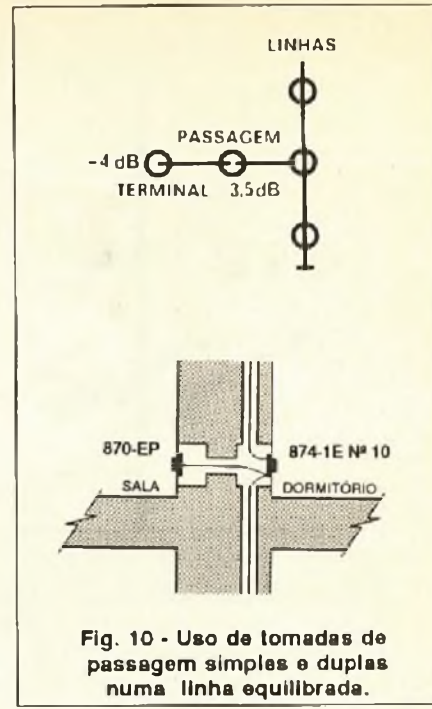 LINHAS
PASSAGEM
-4 dB
TERMINAL 3,5dB
870-EP
874-1E Nº 10
SALA
DORMITÓRIO
Fig. 10 - Uso de tomadas de
passagem simples e duplas
numa linha equilibrada.